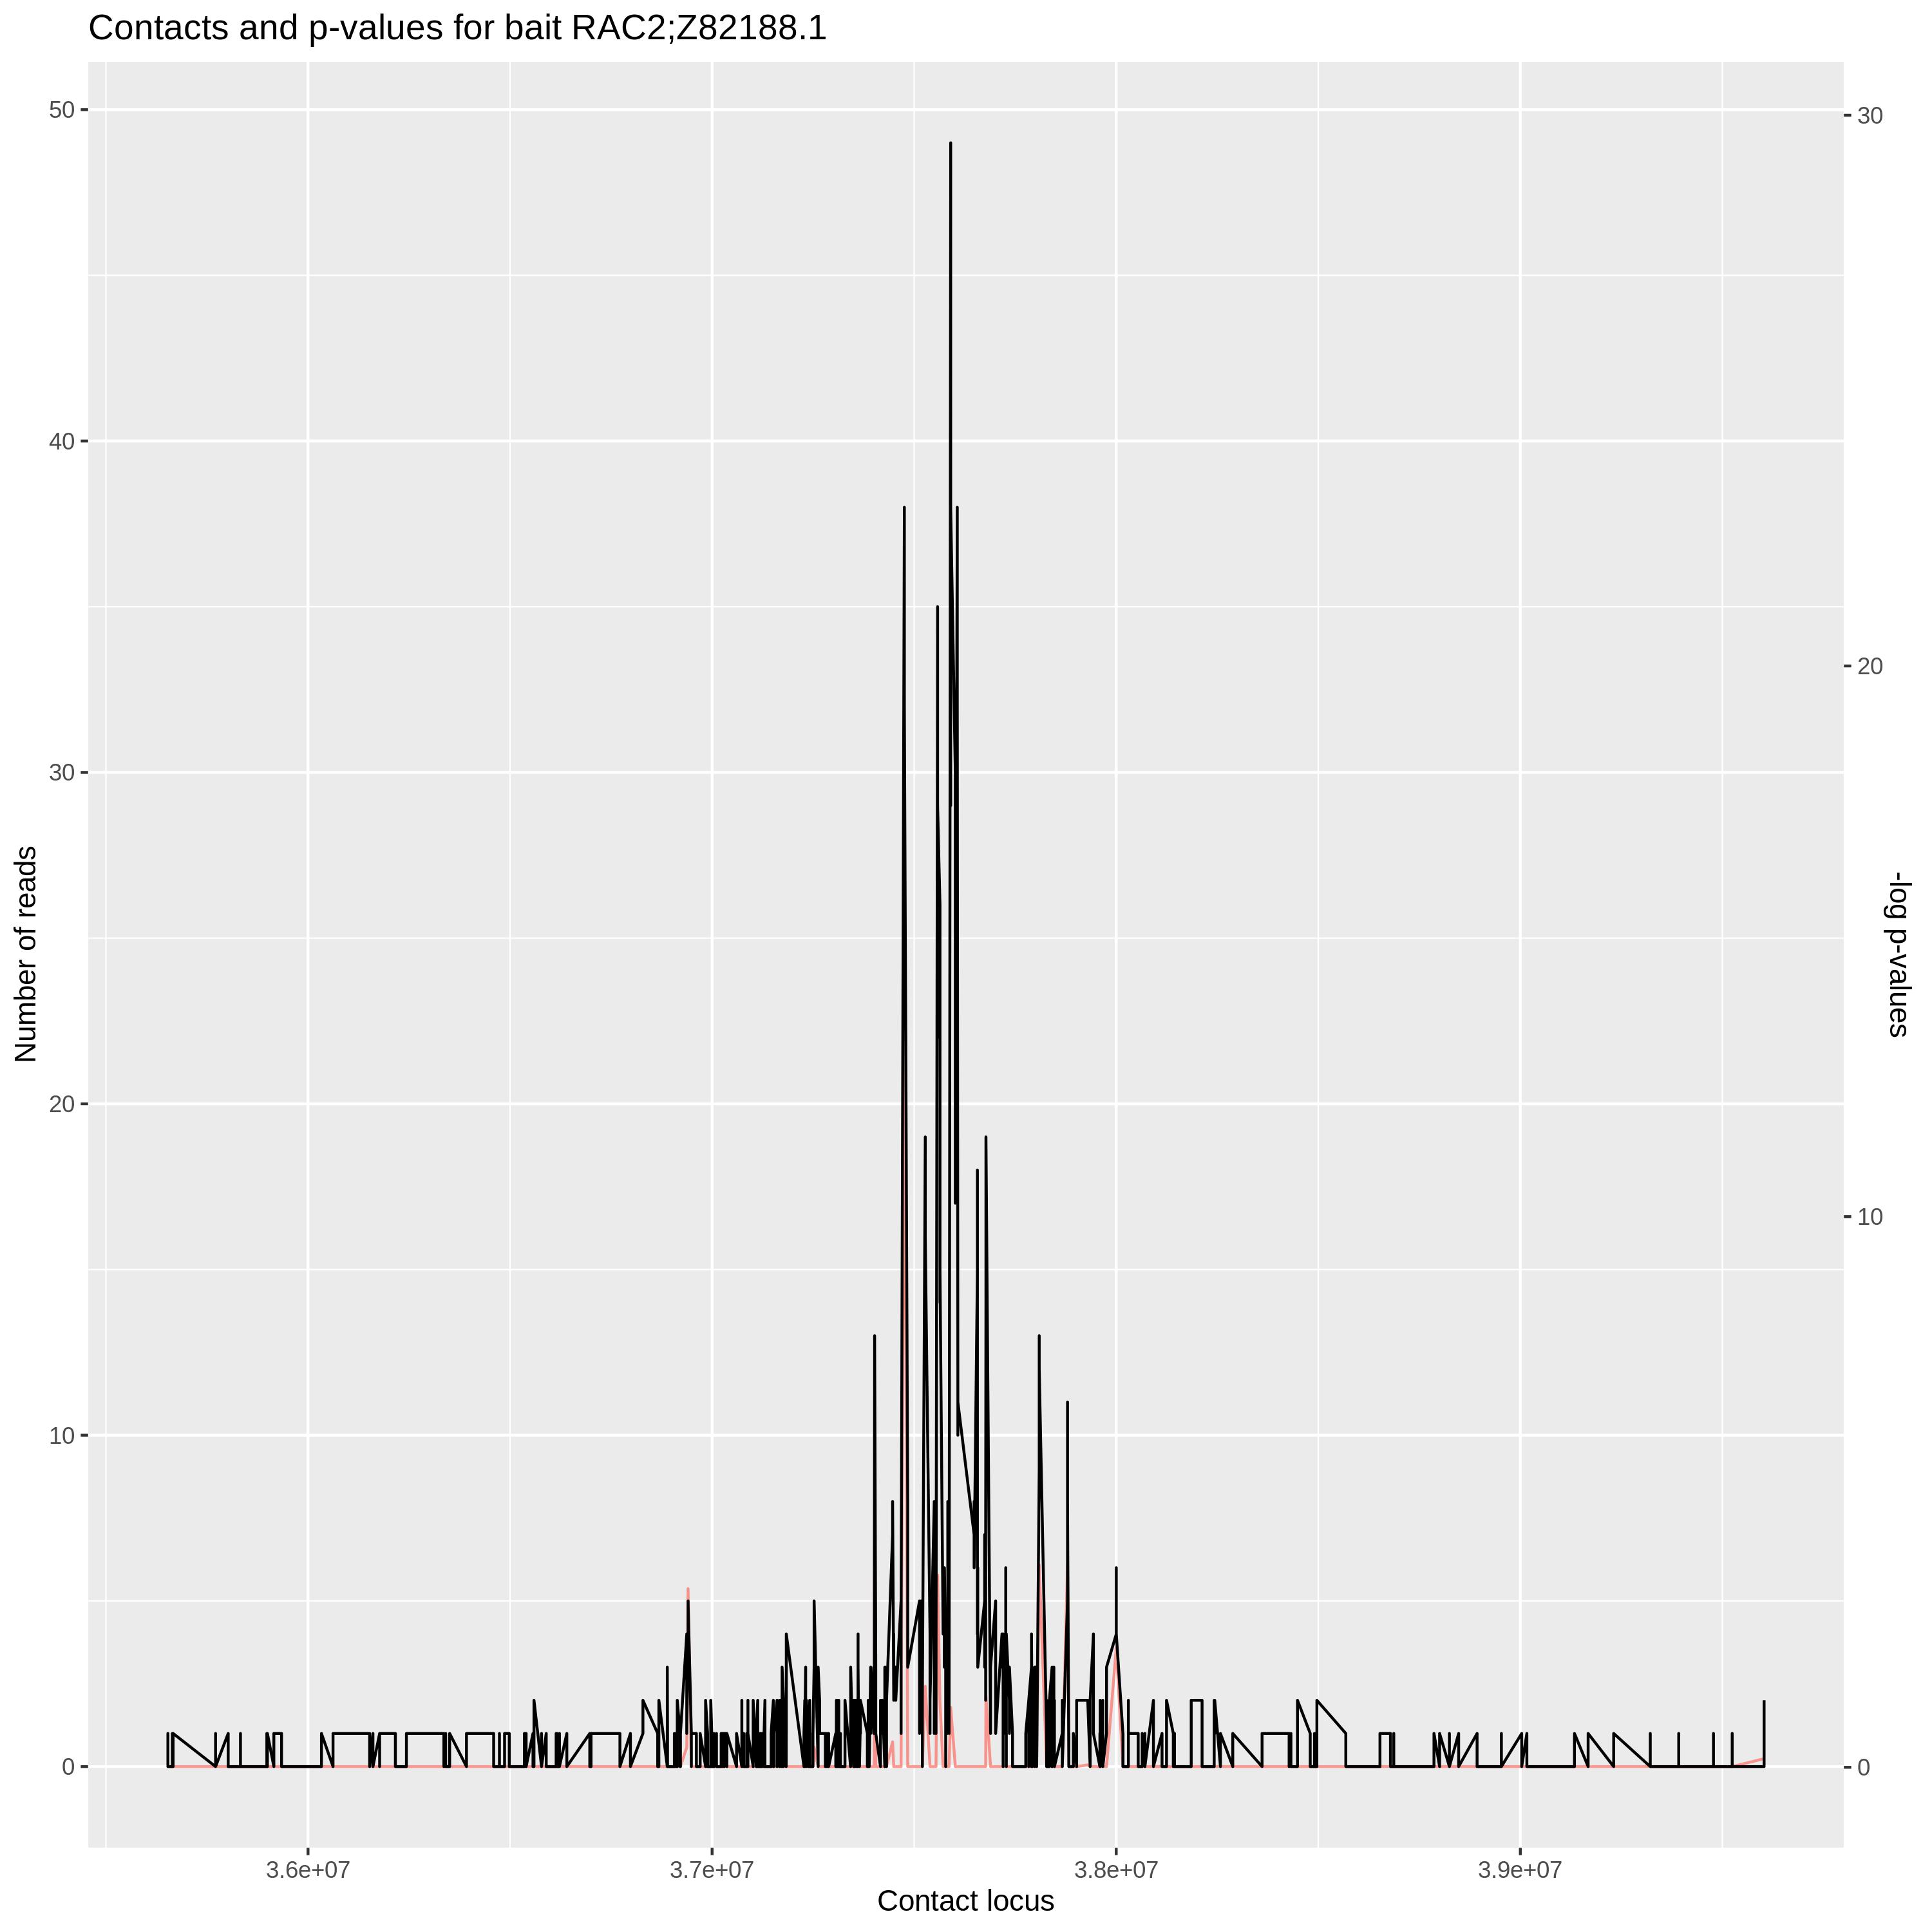 Contacts and p-values for bait RAC2;Z82188.1
50
40
30
20
10
0
Number of reads
30
20
10
0
-log p-values
3.6e+07
3.7e+07
3.8e+07
3.9e+07
Contact locus